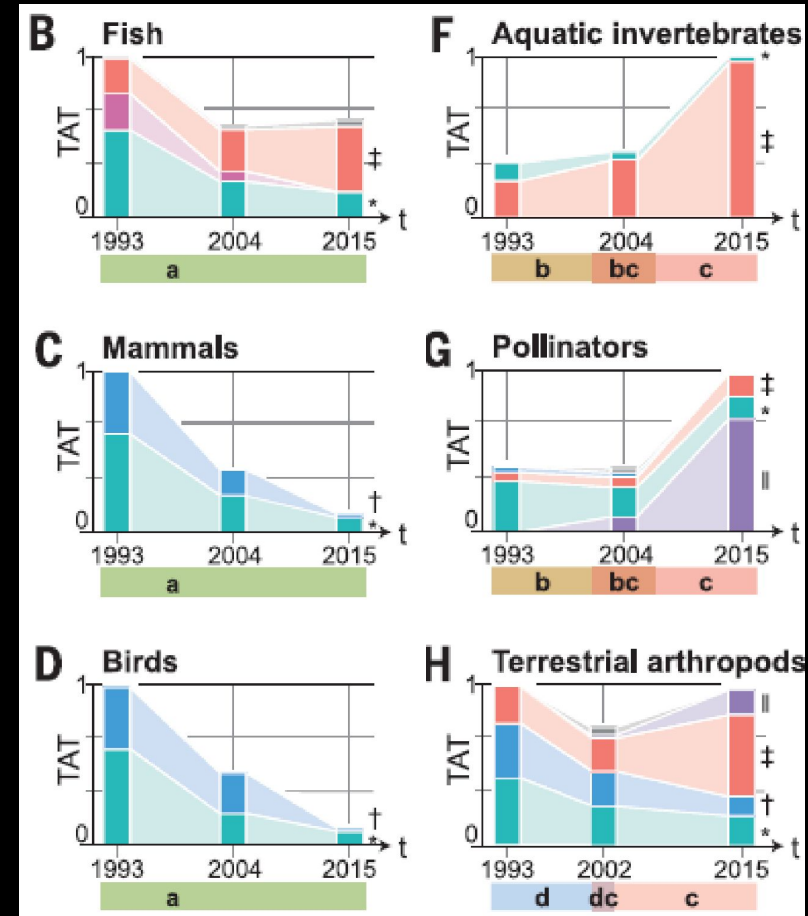 B Fish
1
TAT
0
‡
*
t
1993 2004 2015
a
C Mammals
1
TAT
0
†
*
t
1993 2004 2015
a
D Birds
1
TAT
0
†
*
t
1993 2004 2015
a
F Aquatic invertebrates
1
TAT
0
*
‡
t
1993 2004 2015
b bc c
G Pollinators
1
TAT
0
‡
*
||
t
1993 2004 2015
b bc c
H Terrestrial arthropods
1
TAT
0
||
‡
†
*
t
1993 2002 2015
d dc c